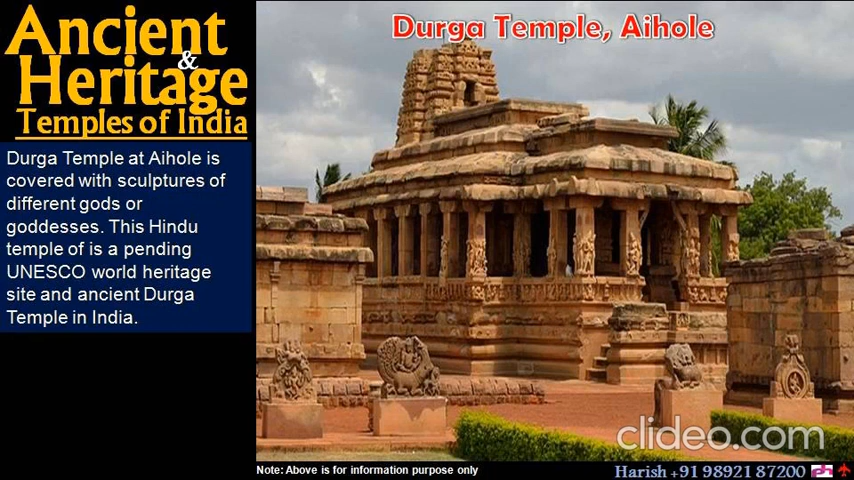 Ancient
&
Heritage
Temples of India
Durga Temple, Aihole
Durga Temple at Aihole is
covered with sculptures of
different gods or
goddesses. This Hindu
temple of is a pending
UNESCO world heritage
site and ancient Durga
Temple in India.
clideo.com
Note: Above is for information purpose only
Harish +91 98921 87200